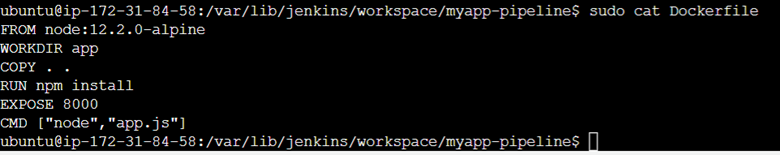 ubuntu@ip-172-31-84-58:/var/lib/jenkins/workspace/myapp-pipeline$ sudo cat Dockerfile
FROM node:12.2.0-alpine
WORKDIR app
COPY . .
RUN npm install
EXPOSE 8000
CMD ["node","app.js"]
ubuntu@ip-172-31-84-58:/var/lib/jenkins/workspace/myapp-pipeline$